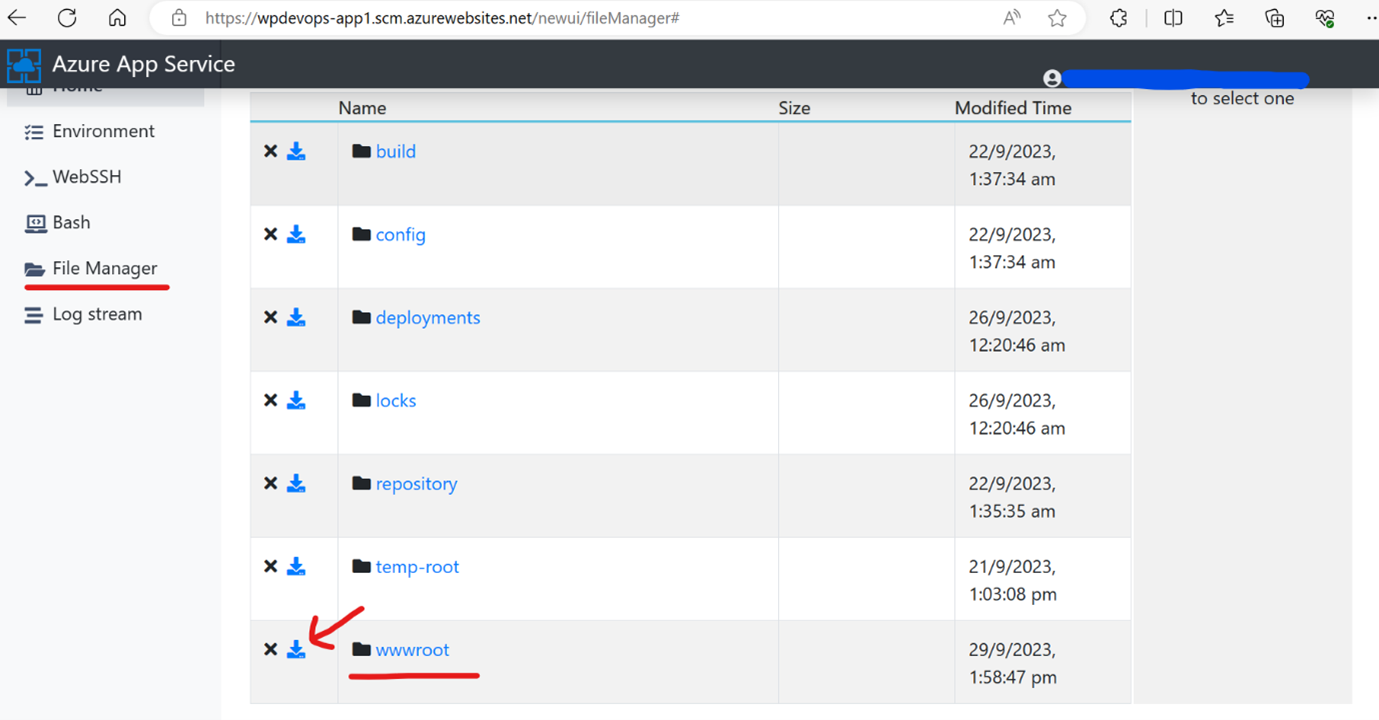 https://wpdevops-app1.scm.azurewebsites.net/newui/fileManager#
Azure App Service
Home
Environment
WebSSH
Bash
File Manager
Log stream
to select one
Name Size Modified Time
build 22/9/2023,
1:37:34 am
config 22/9/2023,
1:37:34 am
deployments 26/9/2023,
12:20:46 am
locks 26/9/2023,
12:20:46 am
repository 22/9/2023,
1:35:35 am
temp-root 21/9/2023,
1:03:08 pm
wwwroot 29/9/2023,
1:58:47 pm